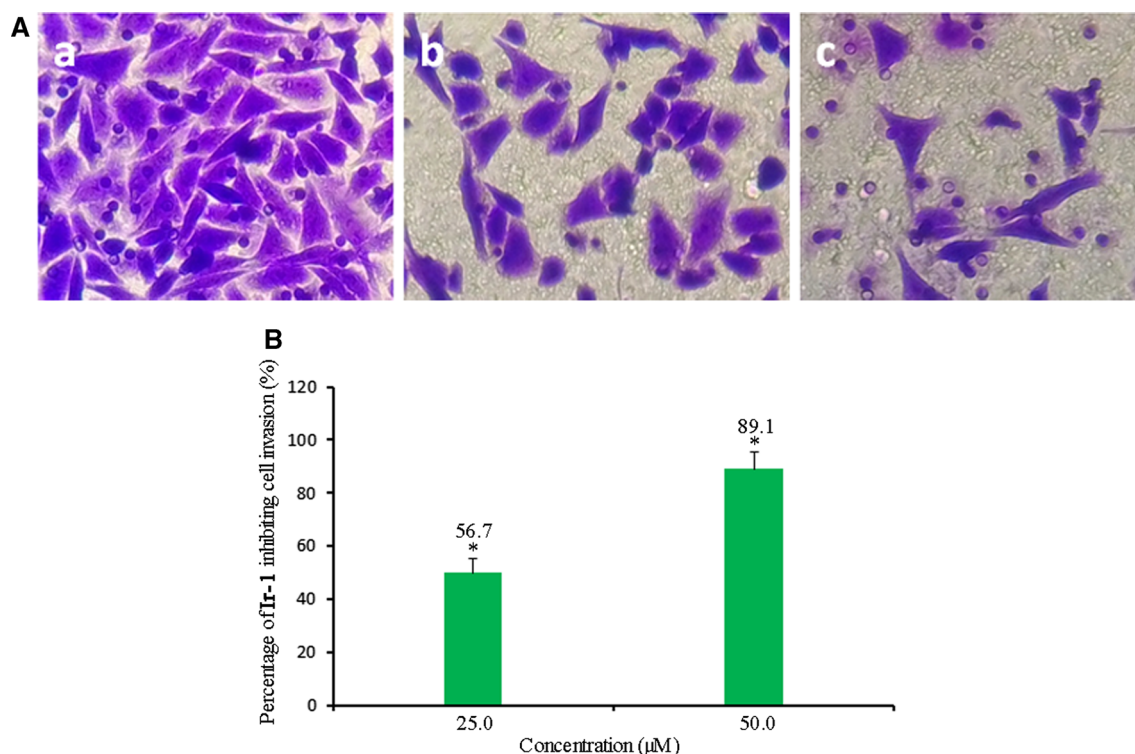 A
a
b
c
B
Percentage of Ir-1 inhibiting cell invasion (%)
120
100
80
60
40
20
0
56.7
*
89.1
*
25.0
50.0
Concentration (μM)